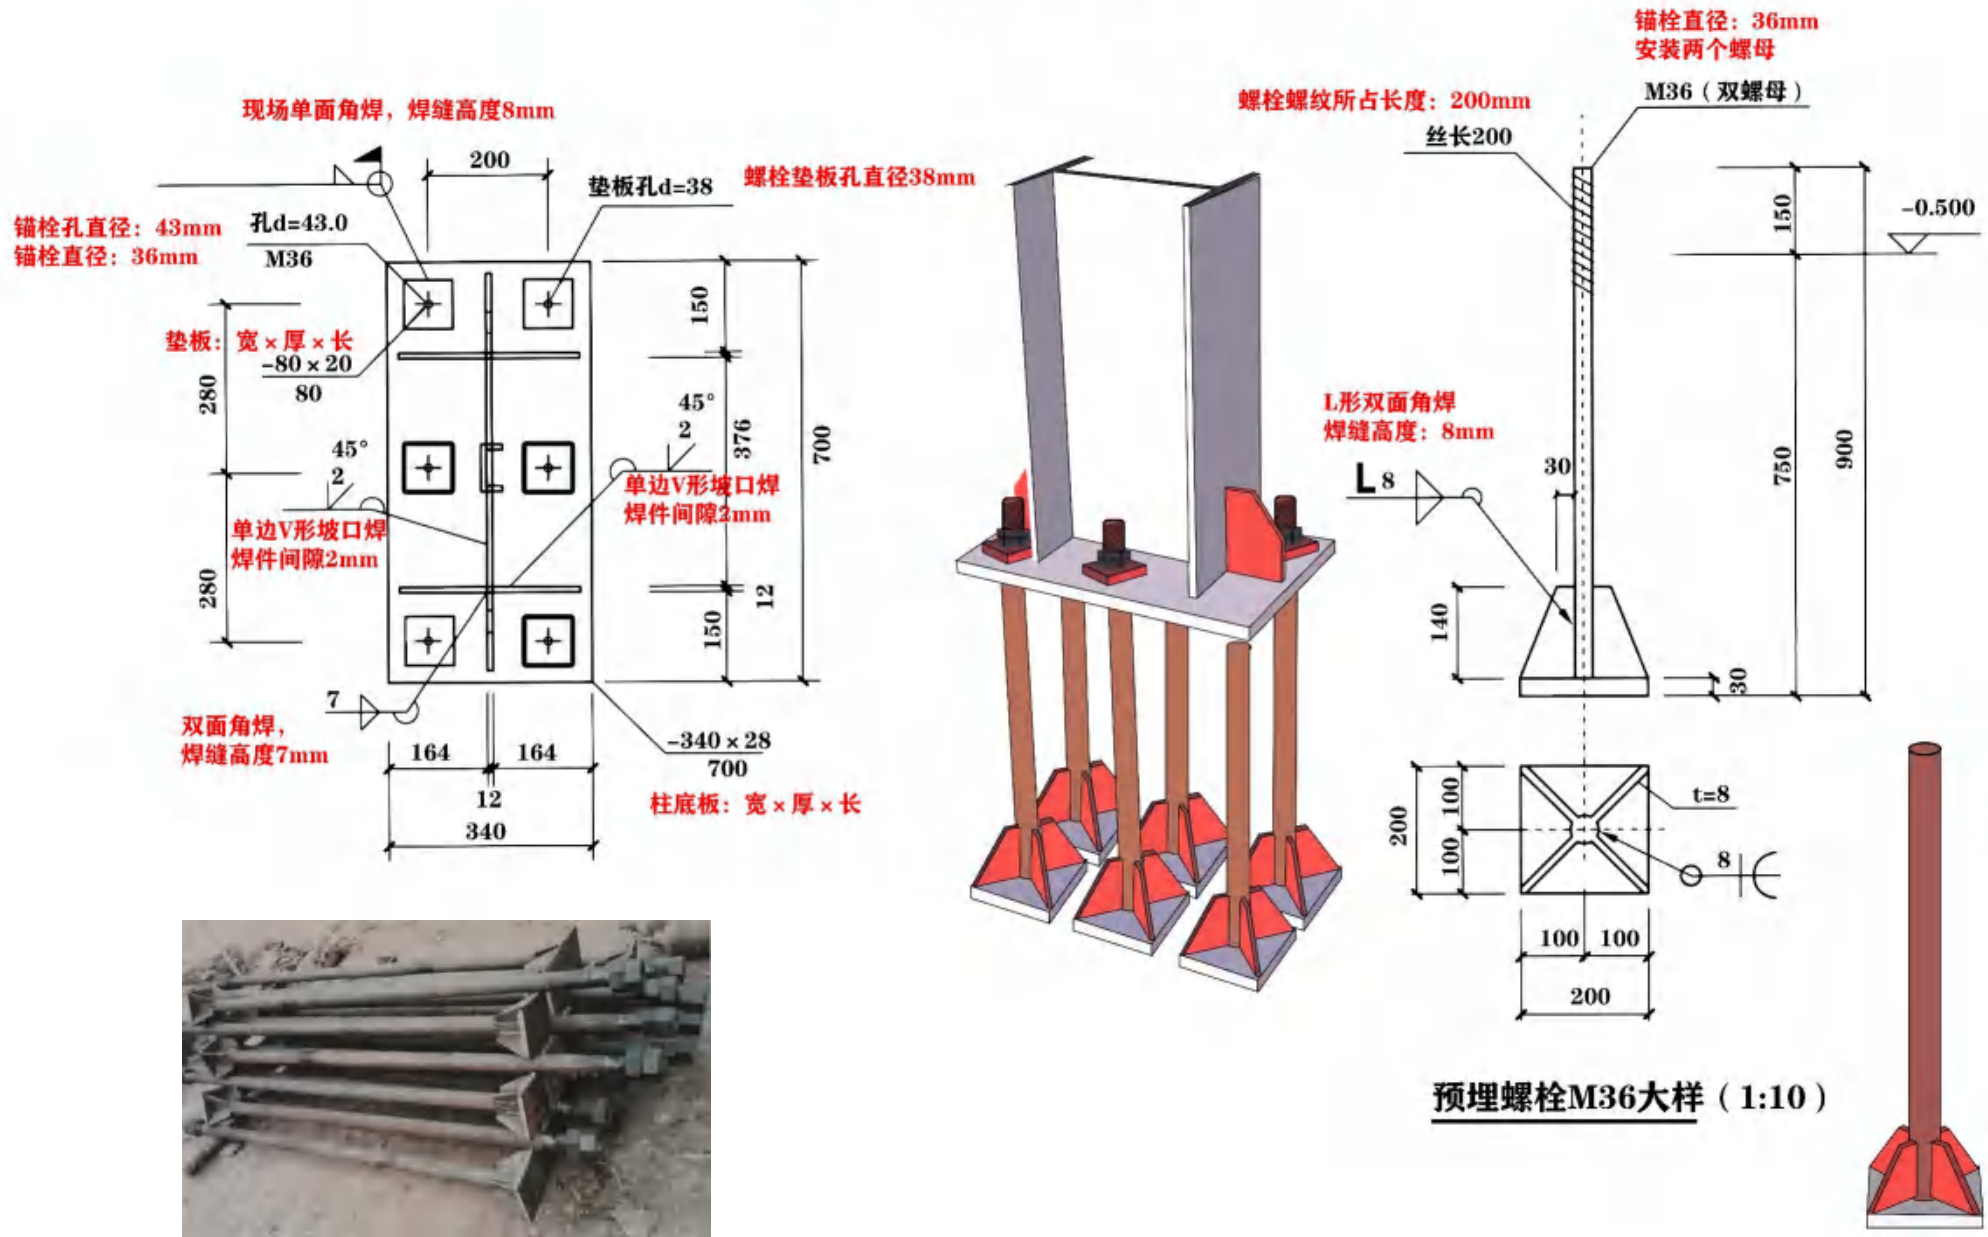 锚栓直径：36mm
安装两个螺母
M36（双螺母）
螺栓螺纹所占长度：200mm
丝长200
现场单面角焊，焊缝高度8mm
200
垫板孔d=38
螺栓垫板孔直径38mm
锚栓孔直径：43mm
锚栓直径：36mm
孔d=43.0
M36
150
-0.500
150
垫板：宽×厚×长
-80×20
80
280
45°
2
45°
2
376
700
L形双面角焊
焊缝高度：8mm
L 8
30
750
900
单边V形坡口焊
焊件间隙2mm
单边V形坡口焊
焊件间隙2mm
280
12
150
140
30
7
双面角焊，
焊缝高度7mm
164
164
12
340
-340×28
700
柱底板：宽×厚×长
200
100
100
t=8
8
100
100
200
预埋螺栓M36大样（1:10）